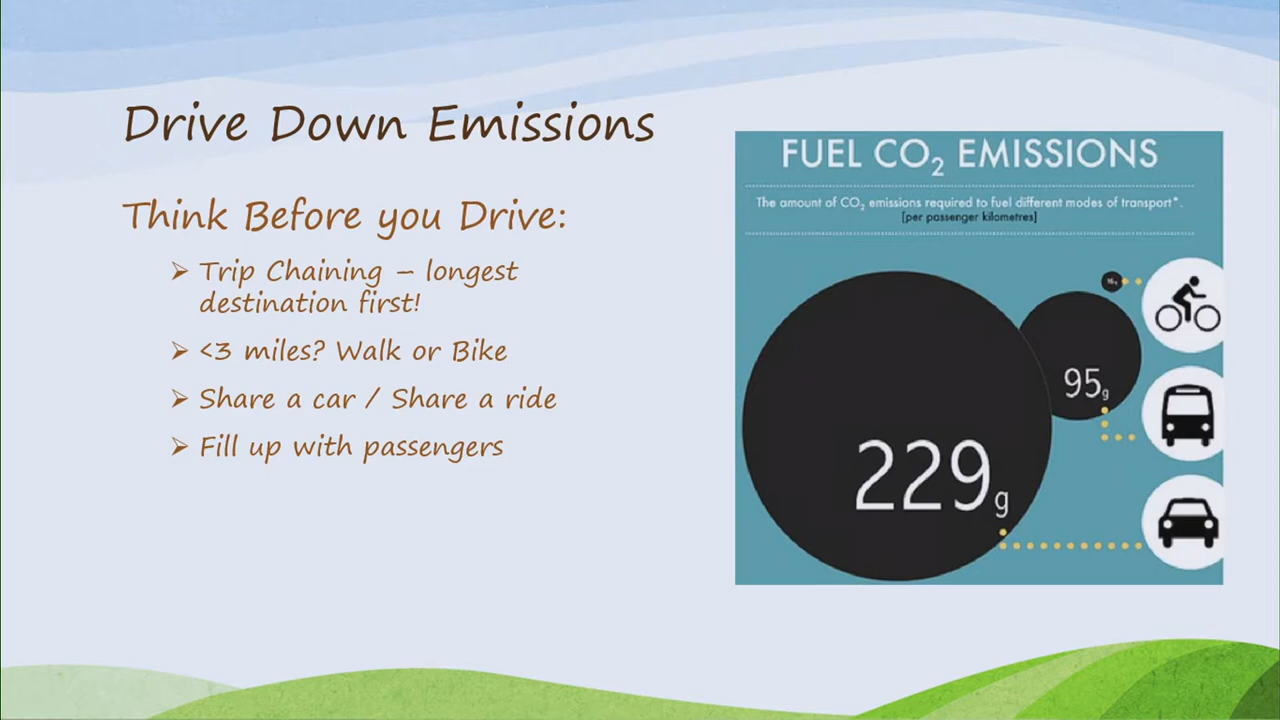 Drive Down Emissions
Think Before you Drive:
➢ Trip Chaining – longest
destination first!
➢ <3 miles? Walk or Bike
➢ Share a car / Share a ride
➢ Fill up with passengers
FUEL CO₂ EMISSIONS
The amount of CO₂ emissions required to fuel different modes of transport*.
[per passenger kilometres]
95g
229g